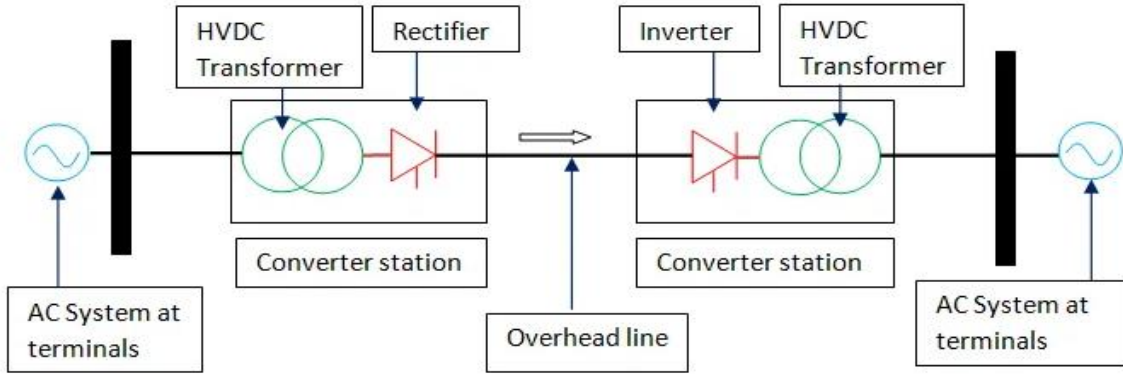 HVDC
Transformer
Rectifier
Inverter
HVDC
Transformer
Converter station
Converter station
AC System at
terminals
Overhead line
AC System at
terminals